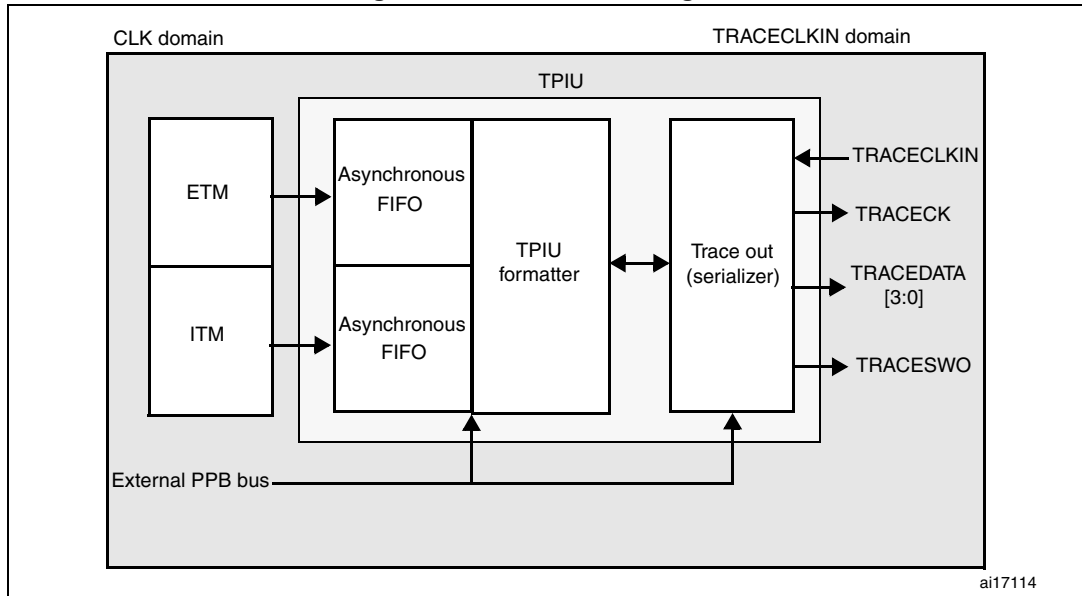 CLK domain
TRACECLKIN domain
TPIU
ETM
ITM
Asynchronous
FIFO
Asynchronous
FIFO
TPIU
formatter
Trace out
(serializer)
TRACECLKIN
TRACECK
TRACEDATA
[3:0]
TRACESWO
External PPB bus
ai17114